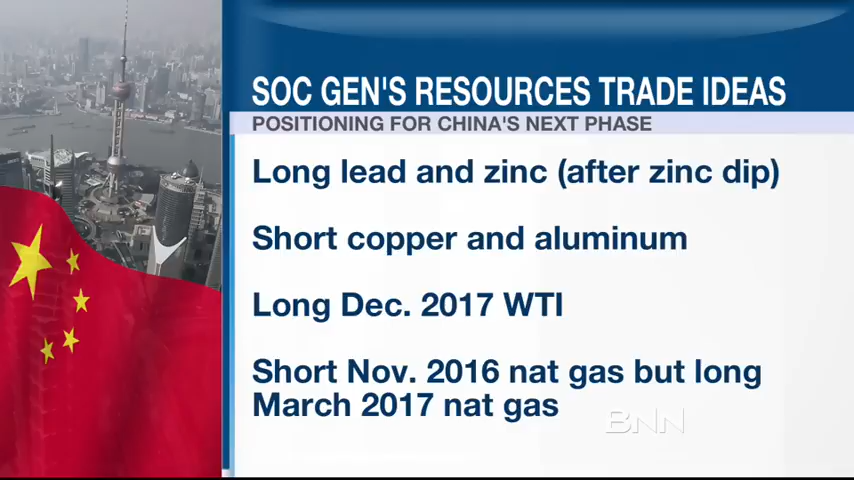 SOC GEN'S RESOURCES TRADE IDEAS
POSITIONING FOR CHINA'S NEXT PHASE
Long lead and zinc (after zinc dip)
Short copper and aluminum
Long Dec. 2017 WTI
Short Nov. 2016 nat gas but long
March 2017 nat gas
BNN